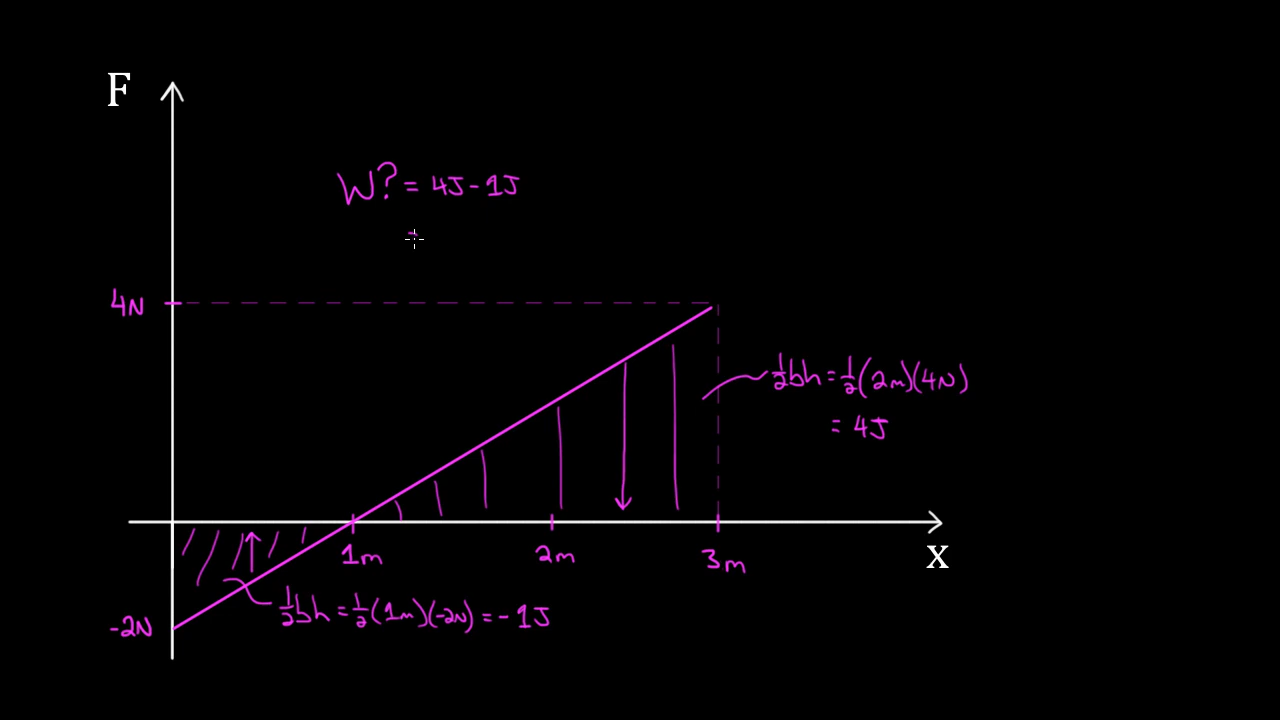 F
W? = 4J - 1J
=
4N
½bh = ½(2m)(4N)
= 4J
1m
2m
3m
x
-2N
½bh = ½(1m)(-2N) = -1J